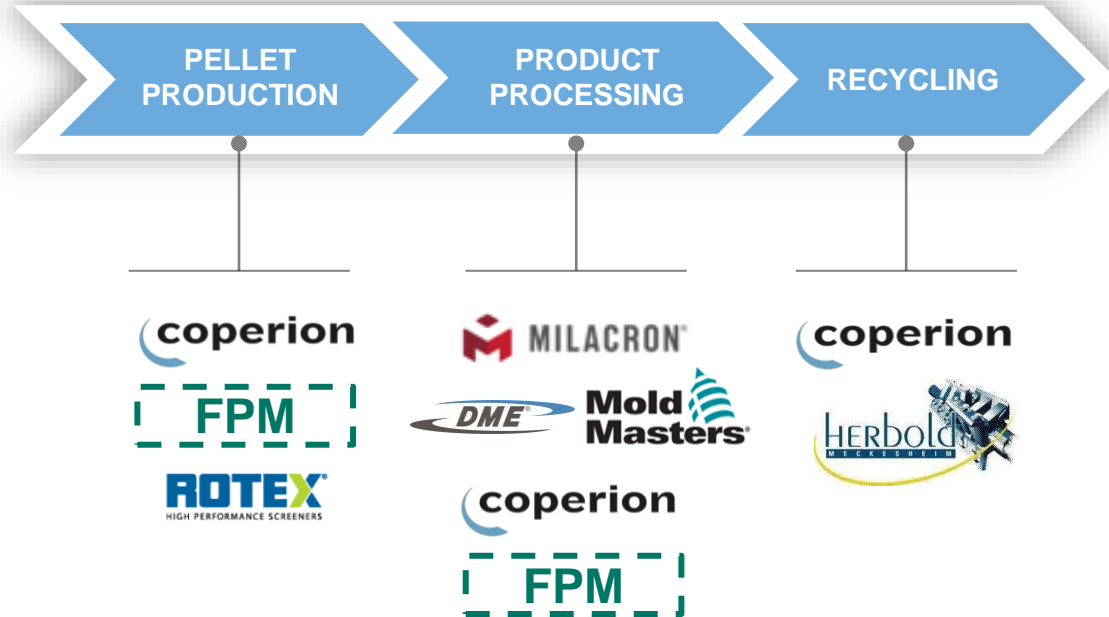 PELLET
PRODUCTION
PRODUCT
PROCESSING
RECYCLING
coperion
FPM
ROTEX®
HIGH PERFORMANCE SCREENERS
MILACRON®
DME®
Mold
Masters®
coperion
FPM
coperion
HERbold
MECKESHEIM